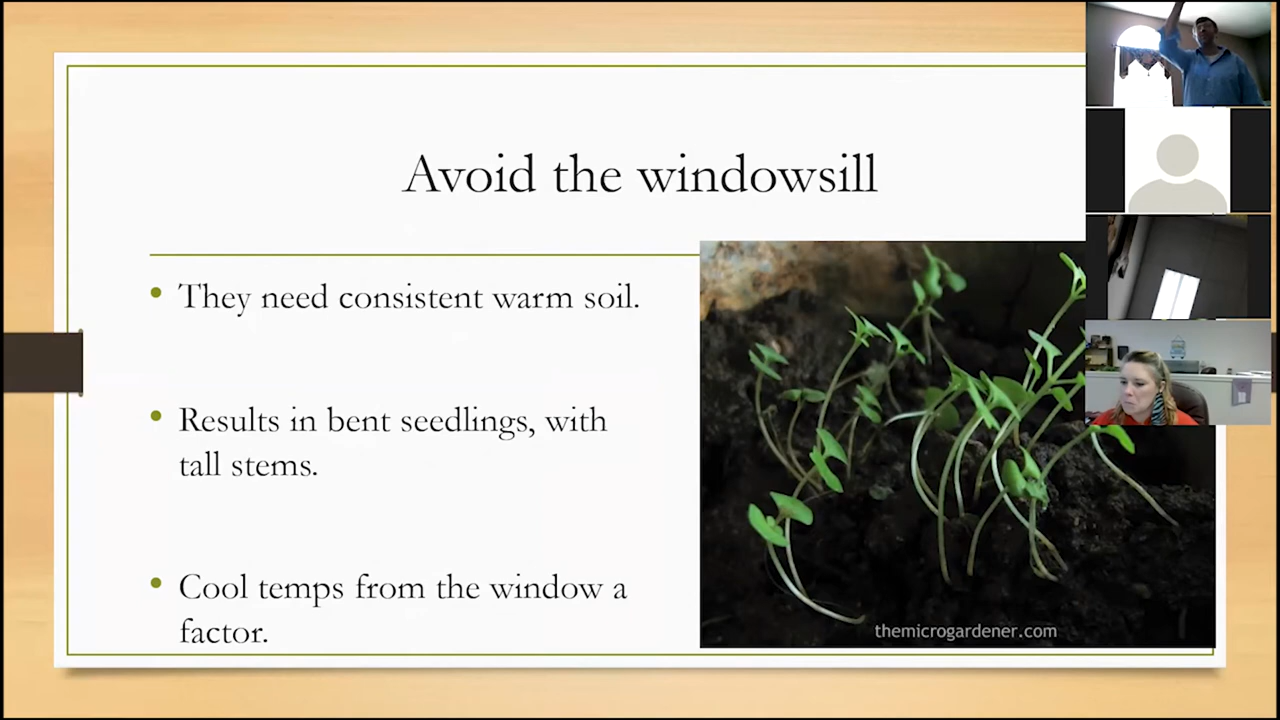 Avoid the windowsill
• They need consistent warm soil.
• Results in bent seedlings, with
tall stems.
• Cool temps from the window a
factor.
themicrogardener.com